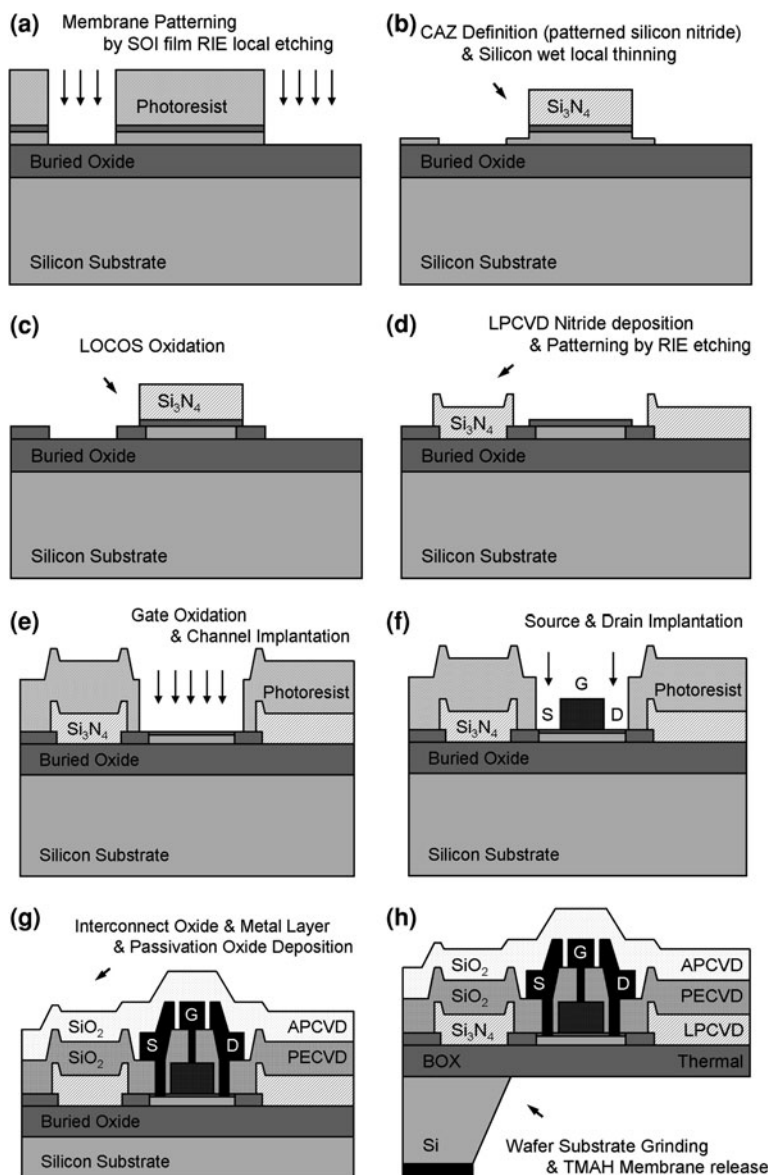 (a)
Membrane Patterning
by SOI film RIE local etching
Photoresist
Buried Oxide
Silicon Substrate
(b)
CAZ Definition (patterned silicon nitride)
& Silicon wet local thinning
Si₃N₄
Buried Oxide
Silicon Substrate
(c)
LOCOS Oxidation
Si₃N₄
Buried Oxide
Silicon Substrate
(d)
LPCVD Nitride deposition
& Patterning by RIE etching
Si₃N₄
Buried Oxide
Silicon Substrate
(e)
Gate Oxidation
& Channel Implantation
Photoresist
Si₃N₄
Buried Oxide
Silicon Substrate
(f)
Source & Drain Implantation
G
S D
Photoresist
Si₃N₄
Buried Oxide
Silicon Substrate
(g)
Interconnect Oxide & Metal Layer
& Passivation Oxide Deposition
G
S D
SiO₂ APCVD
SiO₂ PECVD
Buried Oxide
Silicon Substrate
(h)
G
S D
SiO₂ APCVD
SiO₂ PECVD
Si₃N₄ LPCVD
BOX Thermal
Si
Wafer Substrate Grinding
& TMAH Membrane release